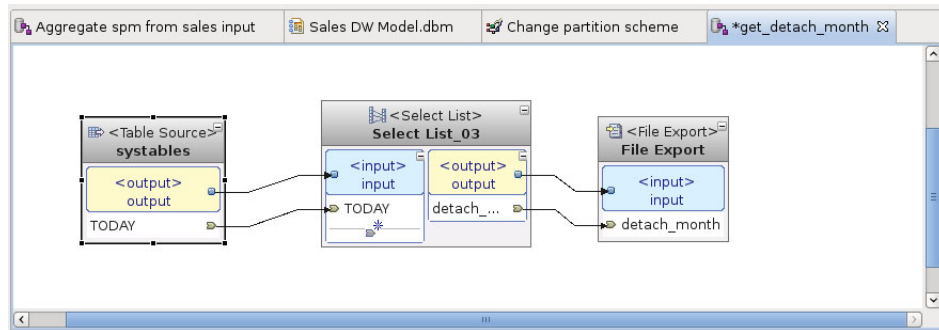 Aggregate spm from sales input
Sales DW Model.dbm
Change partition scheme
*get_detach_month
<Table Source>
systables
<output>
output
TODAY
<Select List>
Select List_03
<input>
input
TODAY
<output>
output
detach_...
<File Export>
File Export
<input>
input
detach_month